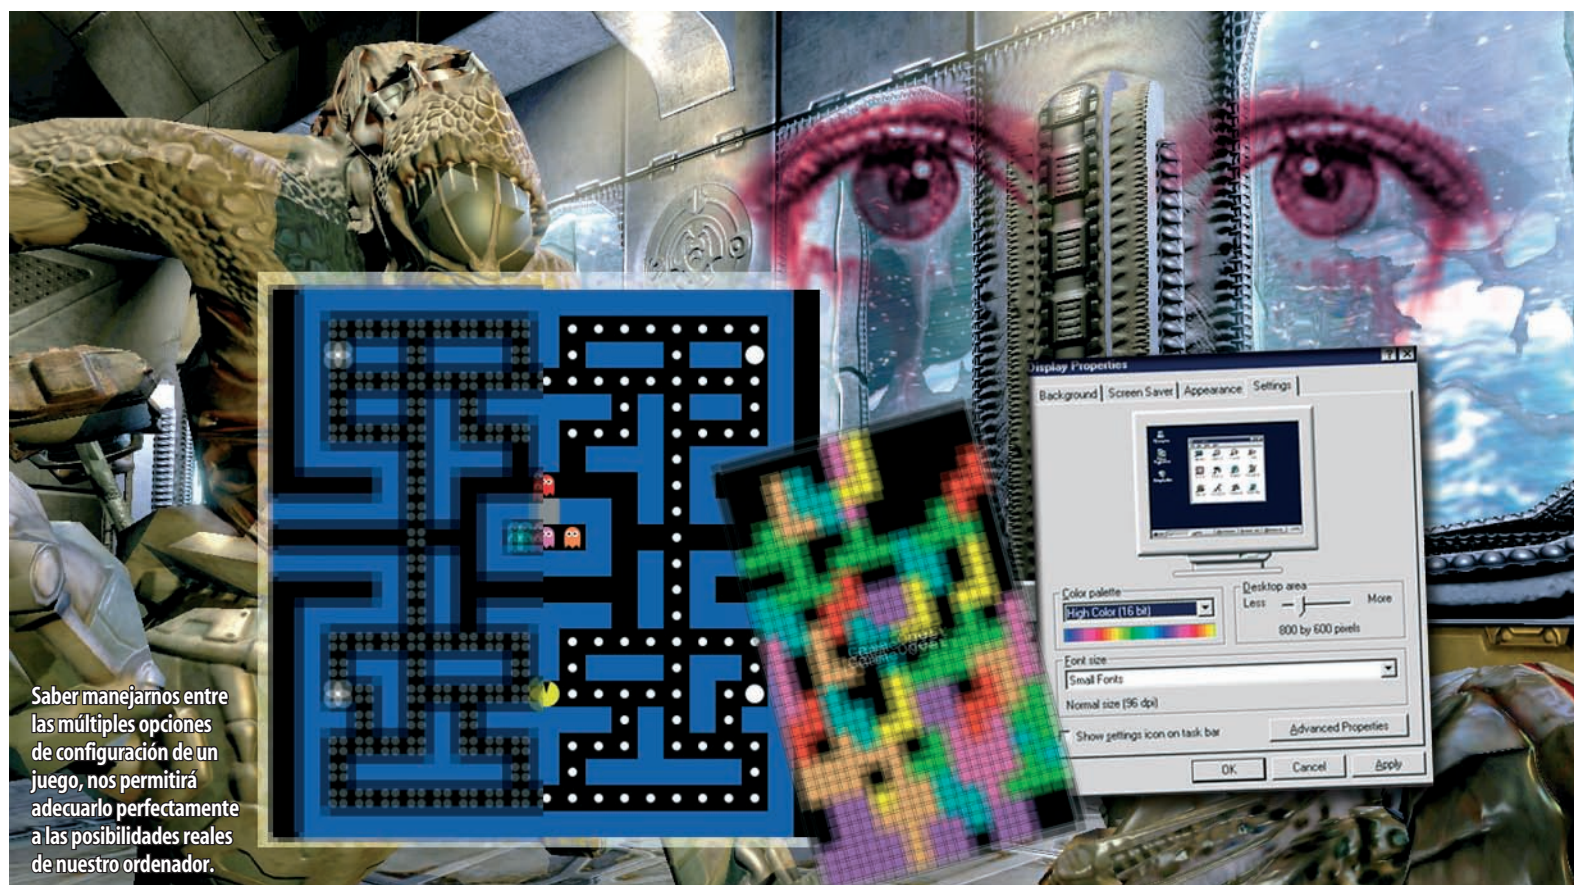 Saber manejarnos entre
las múltiples opciones
de configuración de un
juego, nos permitirá
adecuarlo perfectamente
a las posibilidades reales
de nuestro ordenador.
Display Properties
Background Screen Saver Appearance Settings
Color palette
High Color (16 bit)
Desktop area
Less More
800 by 600 pixels
Font size
Small Fonts
Normal size (96 dpi)
Show settings icon on task bar
Advanced Properties
OK Cancel Apply